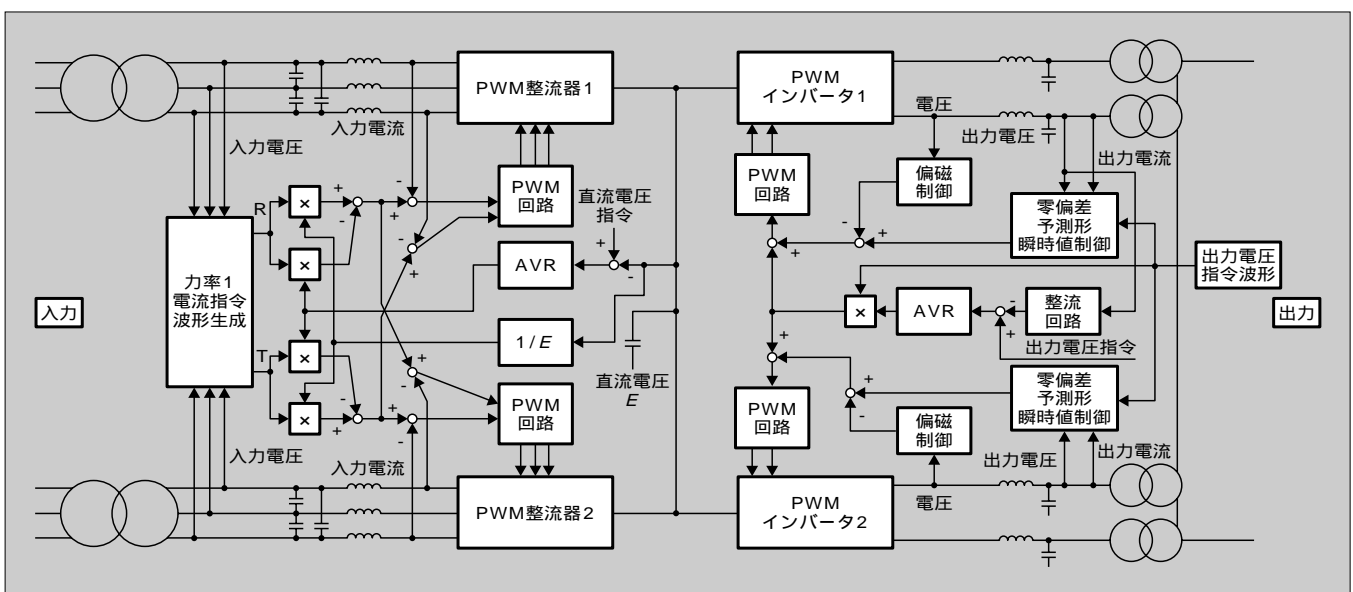 PWM整流器1
PWM
インバータ1
電圧
入力電流
入力電圧
出力電圧
出力電流
PWM
回路
PWM
回路
偏磁
制御
直流電圧
指令
零偏差
予測形
瞬時値制御
R
×
+
-
-
+
-
+
+
-
-
+
+
+
力率1
電流指令
波形生成
×
AVR
出力電圧
指令波形
入力
×
AVR
-
+
整流
回路
出力
出力電圧指令
T
×
1/E
+
-
直流電圧
E
+
+
-
零偏差
予測形
瞬時値制御
×
-
+
+
-
PWM
回路
PWM
回路
偏磁
制御
入力電圧
入力電流
出力電圧
出力電流
電圧
PWM整流器2
PWM
インバータ2